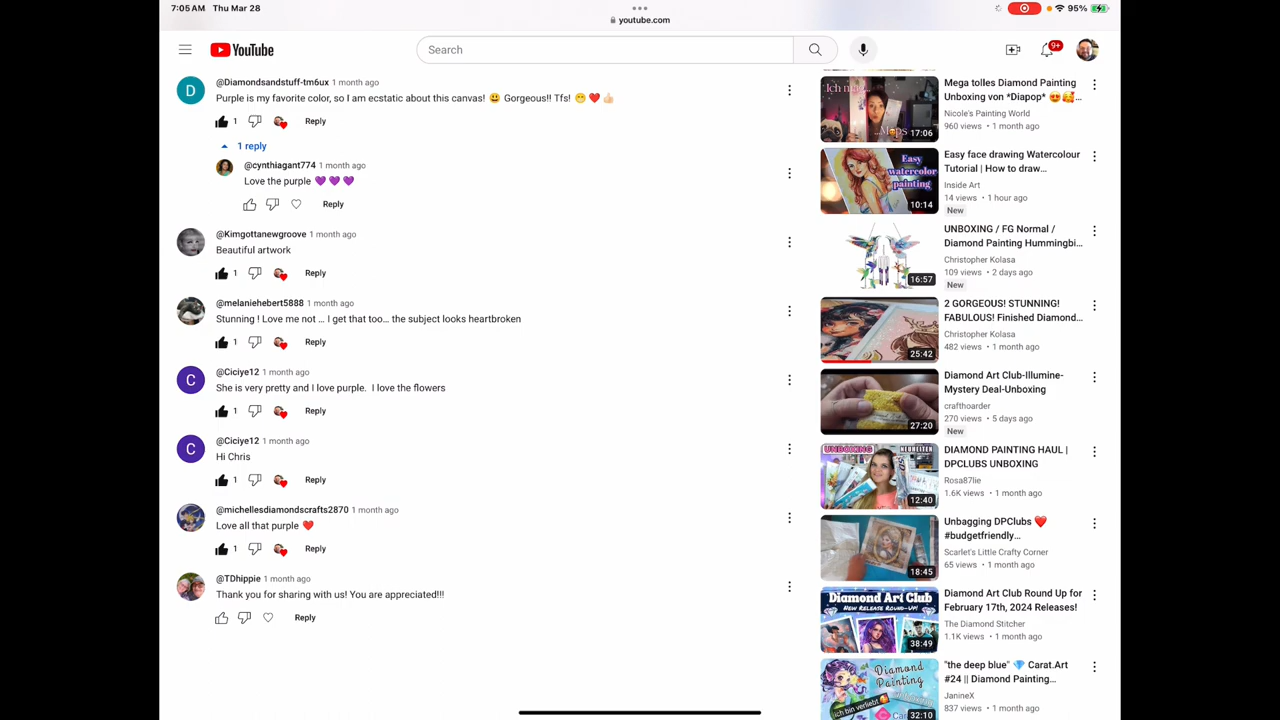 7:05 AM Thu Mar 28
95%
youtube.com
YouTube
Search
9+
D
@Diamondsandstuff-tm6ux 1 month ago
Purple is my favorite color, so I am ecstatic about this canvas! 😃 Gorgeous!! Tfs! 😁 ❤️ 👍🏼
1 Reply
1 reply
@cynthiagant774 1 month ago
Love the purple 💜 💜 💜
Reply
@Kimgottanewgroove 1 month ago
Beautiful artwork
1 Reply
@melaniehebert5888 1 month ago
Stunning ! Love me not … I get that too… the subject looks heartbroken
1 Reply
C
@Ciciye12 1 month ago
She is very pretty and I love purple. I love the flowers
1 Reply
C
@Ciciye12 1 month ago
Hi Chris
1 Reply
@michellesdiamondscrafts2870 1 month ago
Love all that purple ❤️
1 Reply
@TDhippie 1 month ago
Thank you for sharing with us! You are appreciated!!!
Reply
Ich mag...
...Mops
17:06
Mega tolles Diamond Painting
Unboxing von *Diapop* 😍🥰...
Nicole's Painting World
960 views • 1 month ago
Easy
watercolor
painting
10:14
Easy face drawing Watercolour
Tutorial | How to draw…
Inside Art
14 views • 1 hour ago
New
16:57
UNBOXING / FG Normal /
Diamond Painting Hummingbi…
Christopher Kolasa
109 views • 2 days ago
New
25:42
2 GORGEOUS! STUNNING!
FABULOUS! Finished Diamond…
Christopher Kolasa
482 views • 1 month ago
27:20
Diamond Art Club-Illumine-
Mystery Deal-Unboxing
crafthoarder
270 views • 5 days ago
New
UNBOXING
NEUHEITEN
12:40
DIAMOND PAINTING HAUL |
DPCLUBS UNBOXING
Rosa87lie
1.6K views • 1 month ago
18:45
Unbagging DPClubs ❤️
#budgetfriendly…
Scarlet's Little Crafty Corner
65 views • 1 month ago
Diamond Art Club
NEW RELEASE ROUND-UP!
38:49
Diamond Art Club Round Up for
February 17th, 2024 Releases!
The Diamond Stitcher
1.1K views • 1 month ago
Diamond
Painting
ich bin verliebt
32:10
"the deep blue" 💎 Carat.Art
#24 || Diamond Painting…
JanineX
837 views • 1 month ago